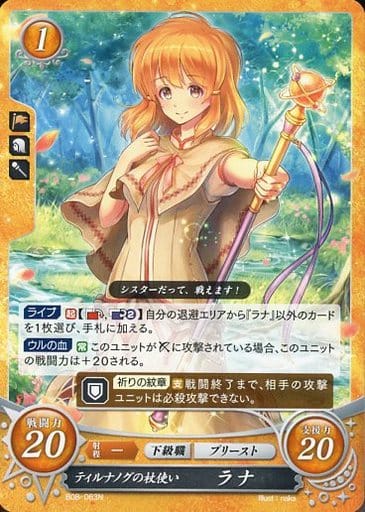 1
シスターだって、戦えます!
ライブ 起 【 、 2】自分の退避エリアから『ラナ』以外のカード
を1枚選び、手札に加える。
ウルの血 常 このユニットが に攻撃されている場合、このユニット
の戦闘力は+20される。
祈りの紋章 支 戦闘終了まで、相手の攻撃
ユニットは必殺攻撃できない。
戦闘力
20
射程 一
下級職
プリースト
支援力
20
ティルナノグの杖使い
ラナ
B08-063N
Illust: naka